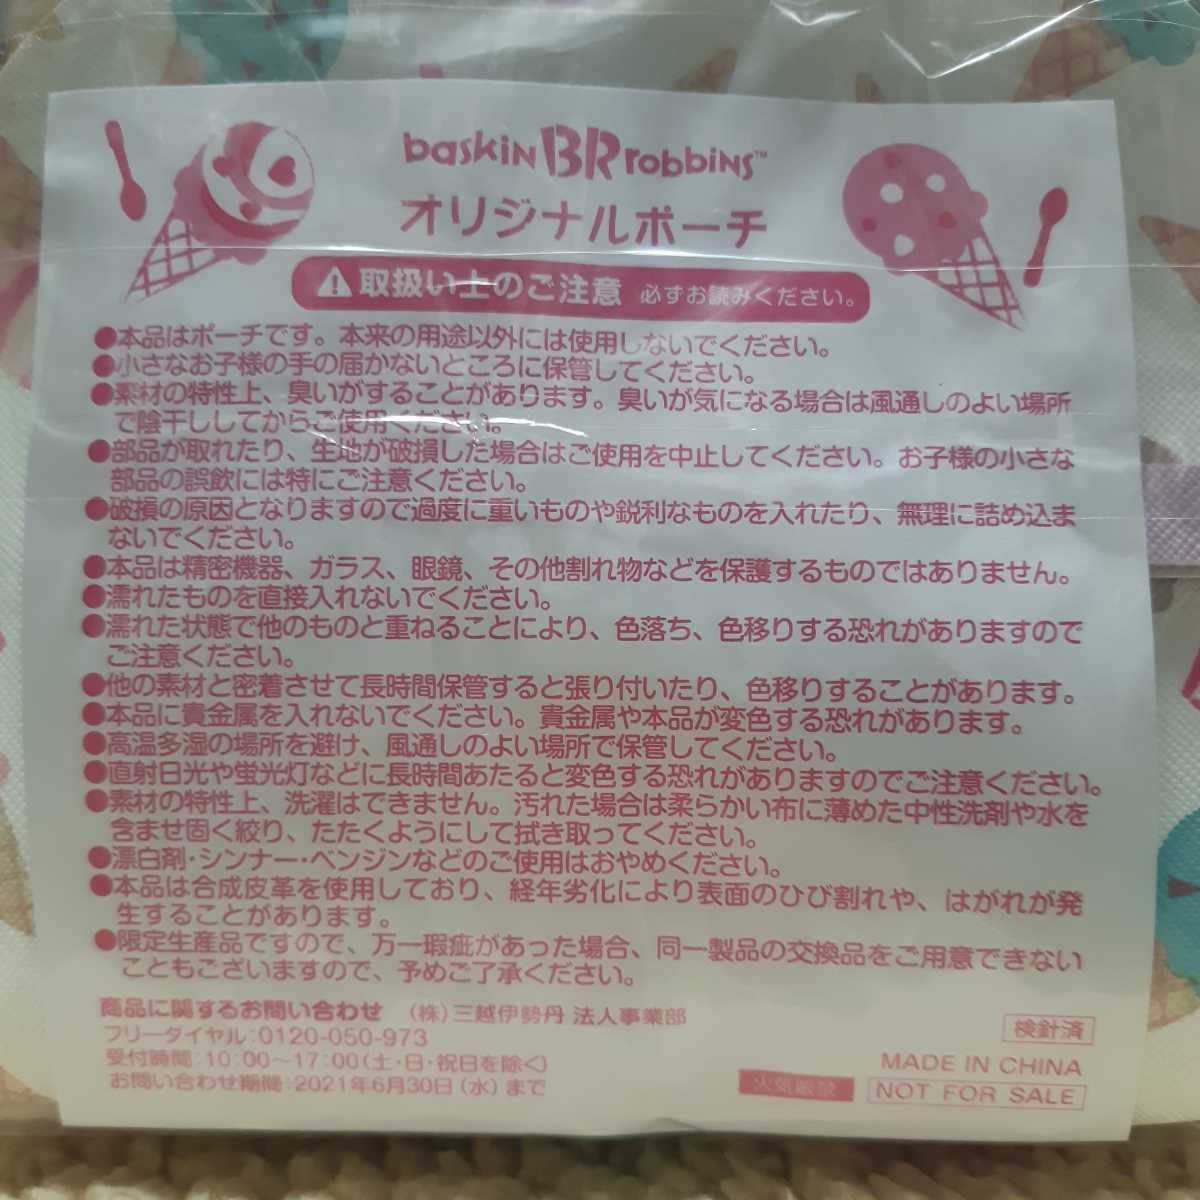 baskin BR robbins™
オリジナルポーチ
取扱い上のご注意 必ずお読みください。
●本品はポーチです。本来の用途以外には使用しないでください。
●小さなお子様の手の届かないところに保管してください。
●素材の特性上、臭いがすることがあります。臭いが気になる場合は風通しのよい場所
で陰干ししてからご使用ください。
●部品が取れたり、生地が破損した場合はご使用を中止してください。お子様の小さな
部品の誤飲には特にご注意ください。
●破損の原因となりますので過度に重いものや鋭利なものを入れたり、無理に詰め込ま
ないでください。
●本品は精密機器、ガラス、眼鏡、その他割れ物などを保護するものではありません。
●濡れたものを直接入れないでください。
●濡れた状態で他のものと重ねることにより、色落ち、色移りする恐れがありますので
ご注意ください。
●他の素材と密着させて長時間保管すると張り付いたり、色移りすることがあります。
●本品に貴金属を入れないでください。貴金属や本品が変色する恐れがあります。
●高温多湿の場所を避け、風通しのよい場所で保管してください。
●直射日光や蛍光灯などに長時間あたると変色する恐れがありますのでご注意ください。
●素材の特性上、洗濯はできません。汚れた場合は柔らかい布に薄めた中性洗剤や水を
含ませ固く絞り、たたくようにして拭き取ってください。
●漂白剤・シンナー・ベンジンなどのご使用はおやめください。
●本品は合成皮革を使用しており、経年劣化により表面のひび割れや、はがれが発
生することがあります。
●限定生産品ですので、万一瑕疵があった場合、同一製品の交換品をご用意できない
こともございますので、予めご了承ください。
商品に関するお問い合わせ (株)三越伊勢丹 法人事業部
フリーダイヤル:0120-050-973
受付時間:10:00〜17:00(土・日・祝日を除く)
お問い合わせ期間:2021年6月30日(水)まで
検針済
MADE IN CHINA
火気厳禁 NOT FOR SALE